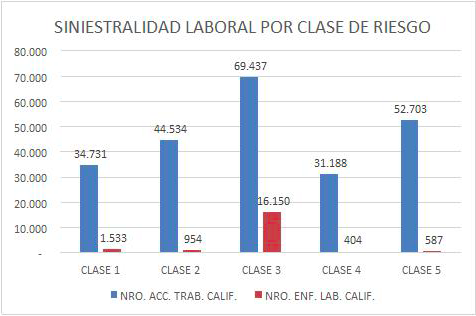 SINIESTRALIDAD LABORAL POR CLASE DE RIESGO
80.000
70.000
60.000
50.000
40.000
30.000
20.000
10.000
-
34.731
1.533
44.534
954
69.437
16.150
31.188
404
52.703
587
CLASE 1
CLASE 2
CLASE 3
CLASE 4
CLASE 5
NRO. ACC. TRAB. CALIF.
NRO. ENF. LAB. CALIF.